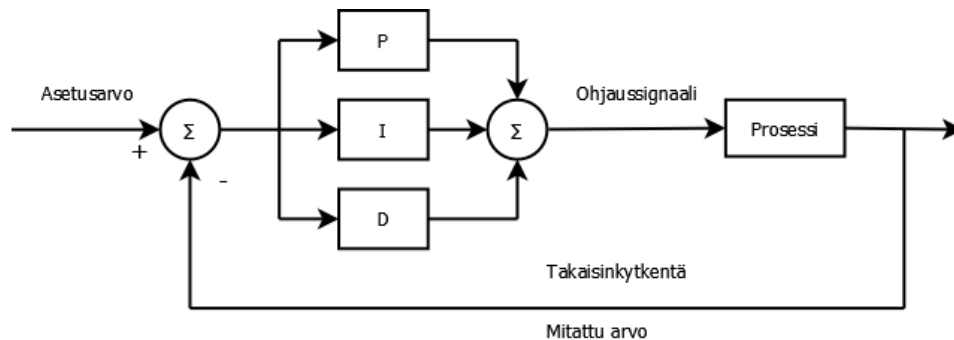 P
Asetusarvo
Ohjaussignaali
Σ
I
Σ
Prosessi
+
-
D
Takaisinkytkentä
Mitattu arvo